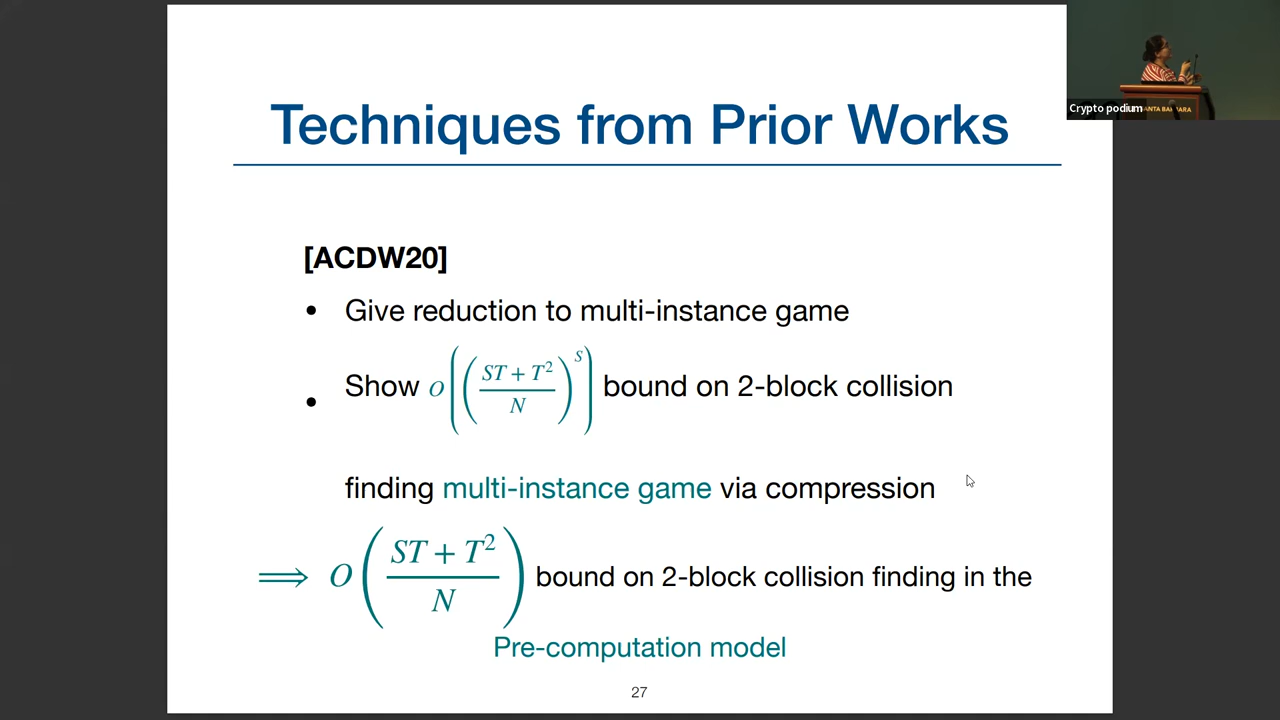 Techniques from Prior Works
Crypto podium
ANTA BARBARA
[ACDW20]
• Give reduction to multi-instance game
• Show O(((ST + T²)/N)^S) bound on 2-block collision
finding multi-instance game via compression
⟹ O((ST + T²)/N) bound on 2-block collision finding in the
Pre-computation model
27